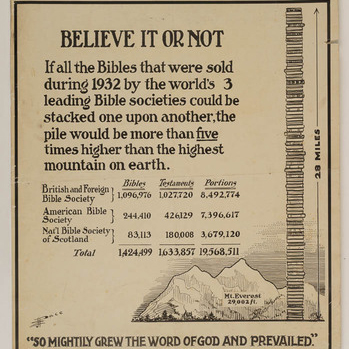 BELIEVE IT OR NOT
If all the Bibles that were sold
during 1932 by the world's 3
leading Bible societies could be
stacked one upon another, the
pile would be more than five
times higher than the highest
mountain on earth.
Bibles Testaments Portions
British and Foreign Bible Society } 1,096,976 1,027,720 8,492,774
American Bible Society } 244,410 426,129 7,396,617
Nat'l Bible Society of Scotland } 83,113 180,008 3,679,120
Total 1,424,499 1,633,857 19,568,511
28 MILES
Mt. Everest
29,002 ft.
"SO MIGHTILY GREW THE WORD OF GOD AND PREVAILED."